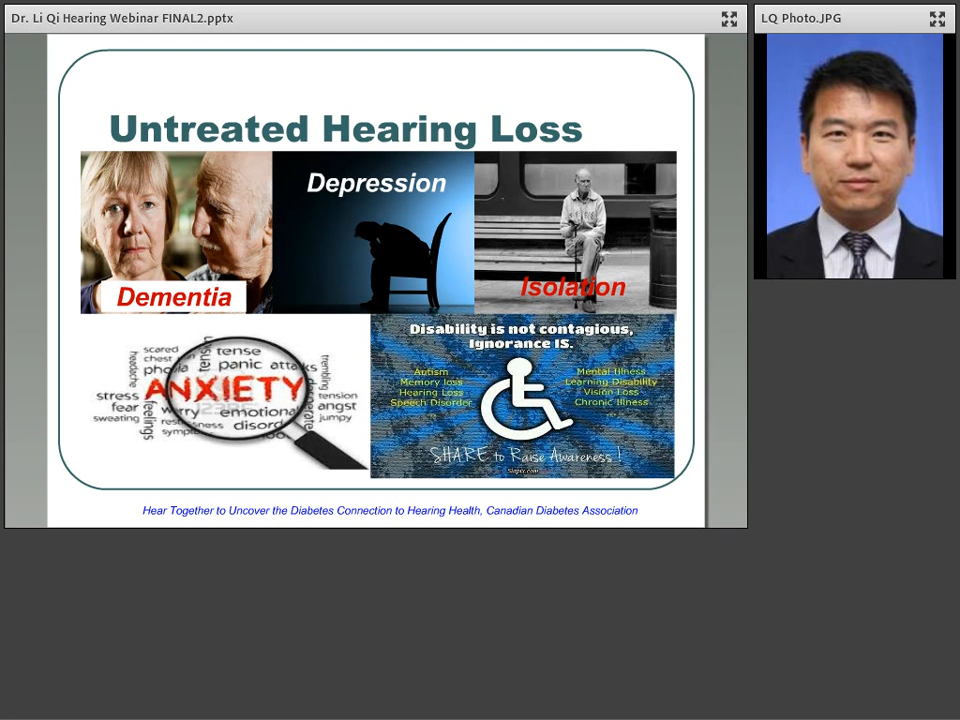 Dr. Li Qi Hearing Webinar FINAL2.pptx
LQ Photo.JPG
Untreated Hearing Loss
Depression
Dementia
Isolation
scared
tense
chest
panic attacks
headache
trembling
ANXIETY
stress
tension
fear
worry
emotional
angst
sweating
jumpy
feelings
disord
Disability is not contagious,
Ignorance IS.
Autism
Memory loss
Hearing Loss
Speech Disorder
Mental Illness
Learning Disability
Vision Loss
Chronic Illness
SHARE to Raise Awareness !
Hear Together to Uncover the Diabetes Connection to Hearing Health, Canadian Diabetes Association